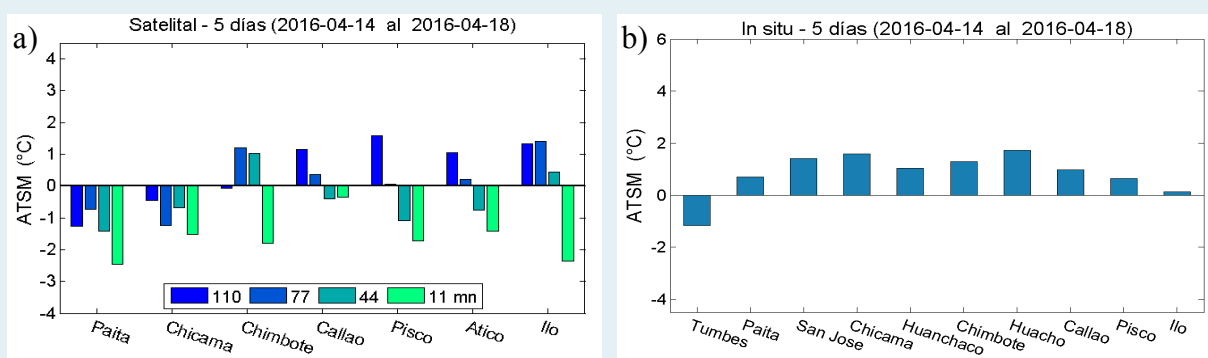 a)
Satelital - 5 días (2016-04-14 al 2016-04-18)
ATSM (°C)
4
3
2
1
0
-1
-2
-3
-4
110 77 44 11 mn
Paita Chicama Chimbote Callao Pisco Atico Ilo
b)
In situ - 5 días (2016-04-14 al 2016-04-18)
ATSM (°C)
6
4
2
0
-2
-4
Tumbes Paita San Jose Chicama Huanchaco Chimbote Huacho Callao Pisco Ilo